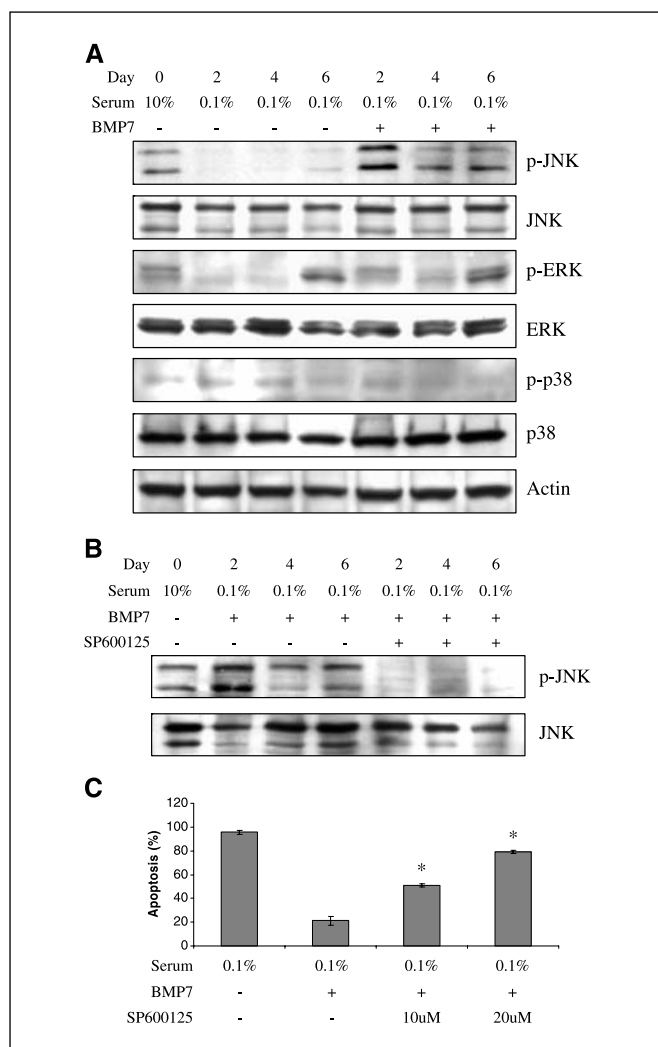 A
Day 0 2 4 6 2 4 6
Serum 10% 0.1% 0.1% 0.1% 0.1% 0.1% 0.1%
BMP7 - - - - + + +
p-JNK
JNK
p-ERK
ERK
p-p38
p38
Actin
B
Day 0 2 4 6 2 4 6
Serum 10% 0.1% 0.1% 0.1% 0.1% 0.1% 0.1%
BMP7 - + + + + + +
SP600125 - - - - + + +
p-JNK
JNK
C
Apoptosis (%)
120
100
80
60
40
20
0
* *
Serum 0.1% 0.1% 0.1% 0.1%
BMP7 - + + +
SP600125 - - 10uM 20uM